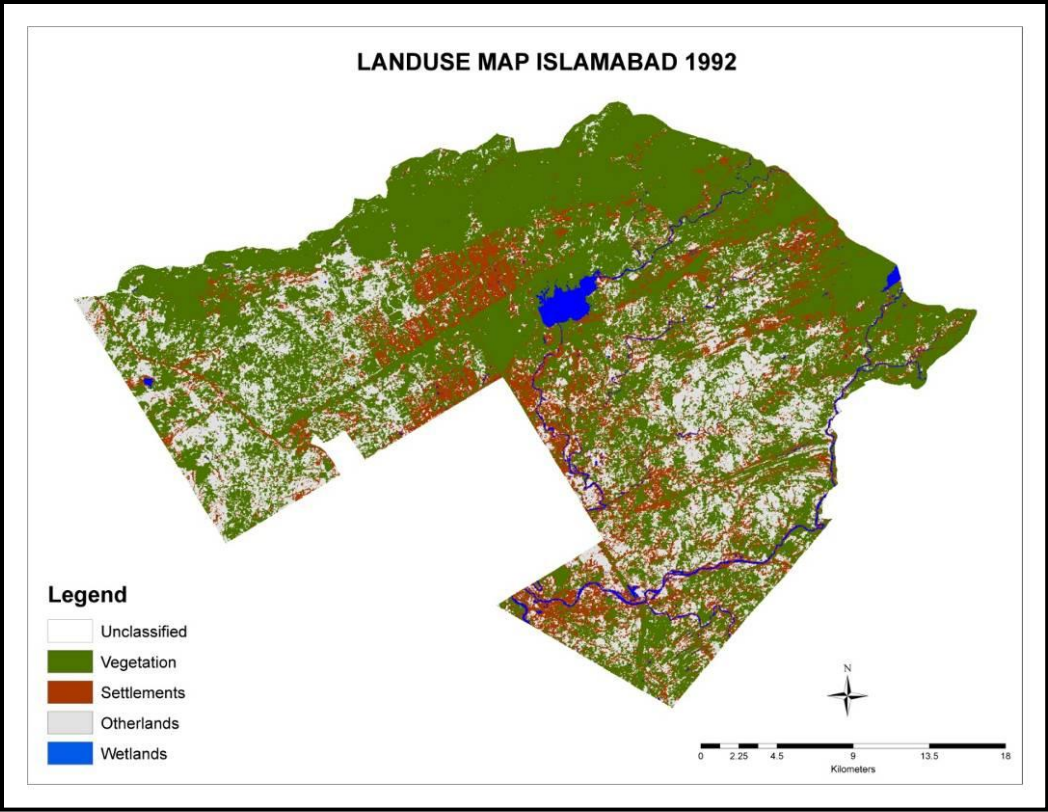 LANDUSE MAP ISLAMABAD 1992
Legend
Unclassified
Vegetation
Settlements
Otherlands
Wetlands
N
0 2.25 4.5 9 13.5 18
Kilometers